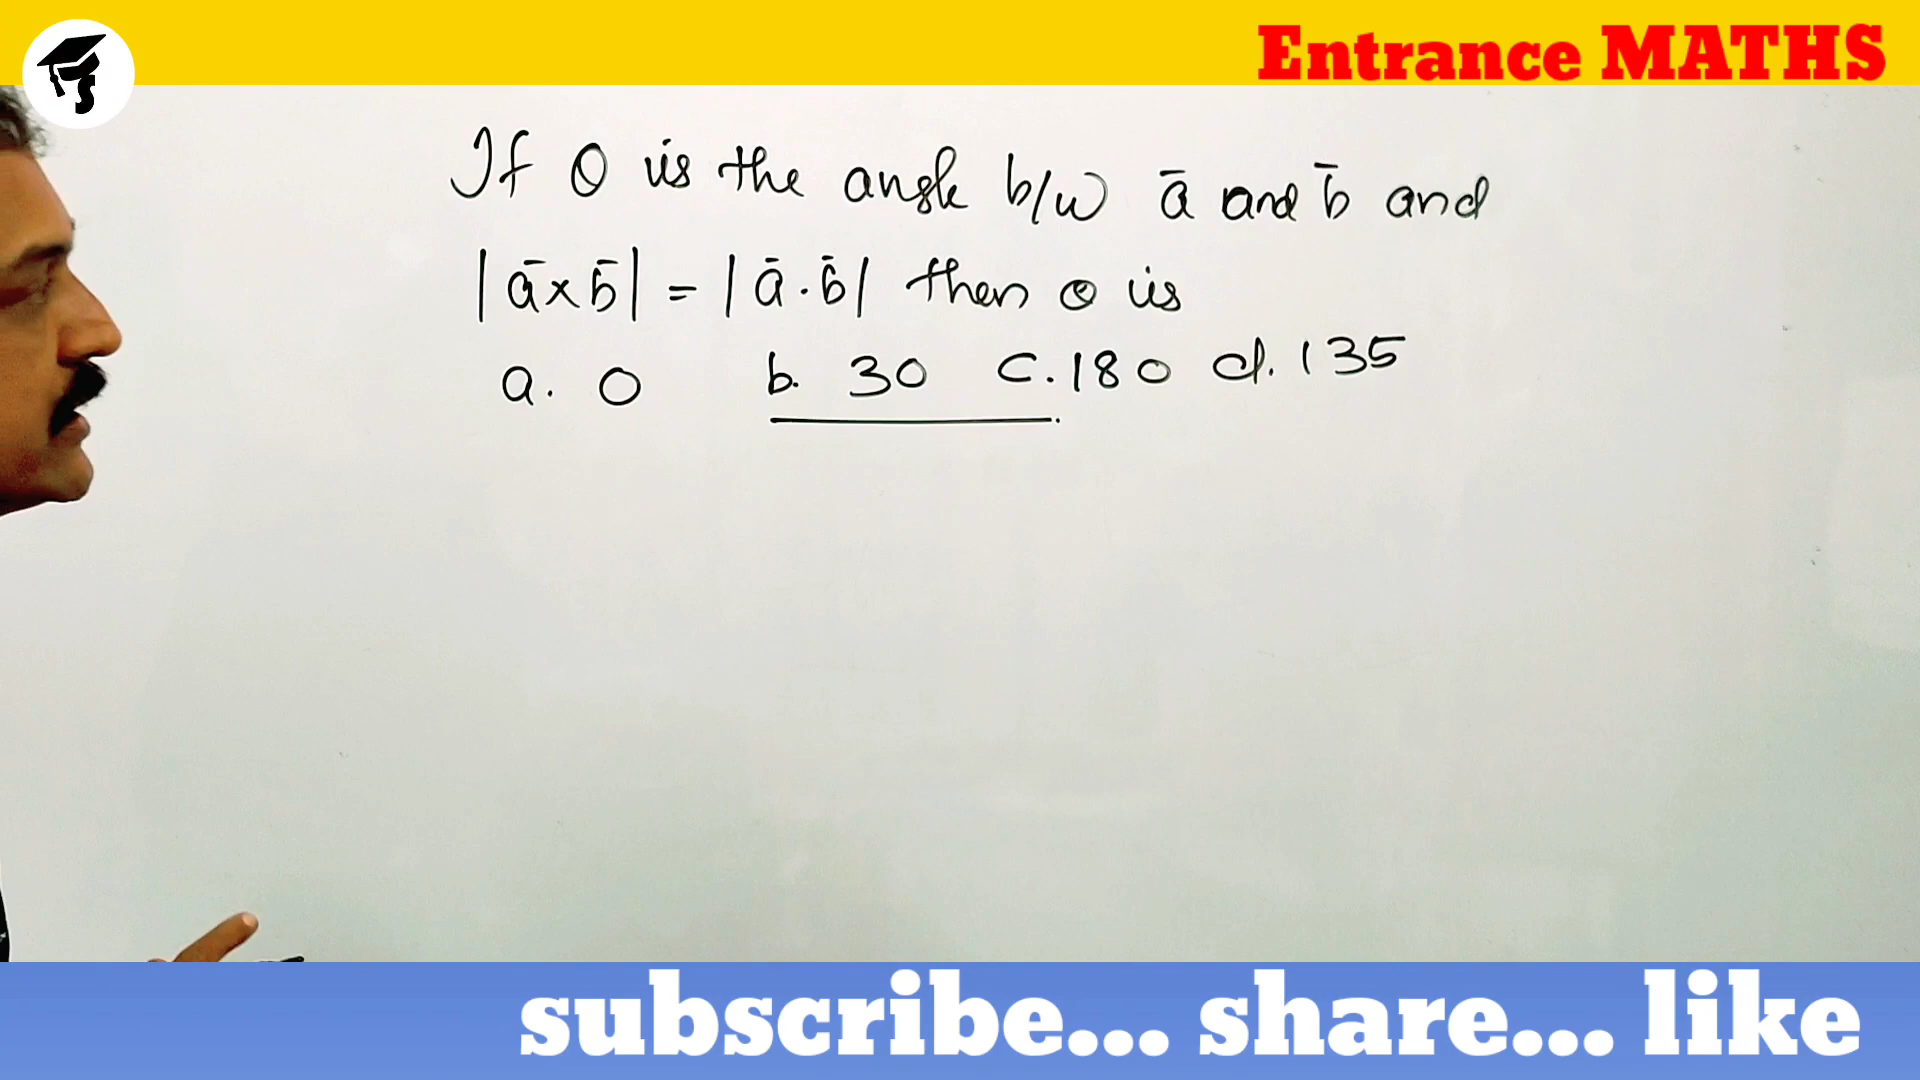 Entrance MATHS
If θ is the angle b/w a̅ and b̅ and
|a̅×b̅| = |a̅·b̅| then θ is
a. 0 b. 30 c. 180 d. 135
subscribe... share... like